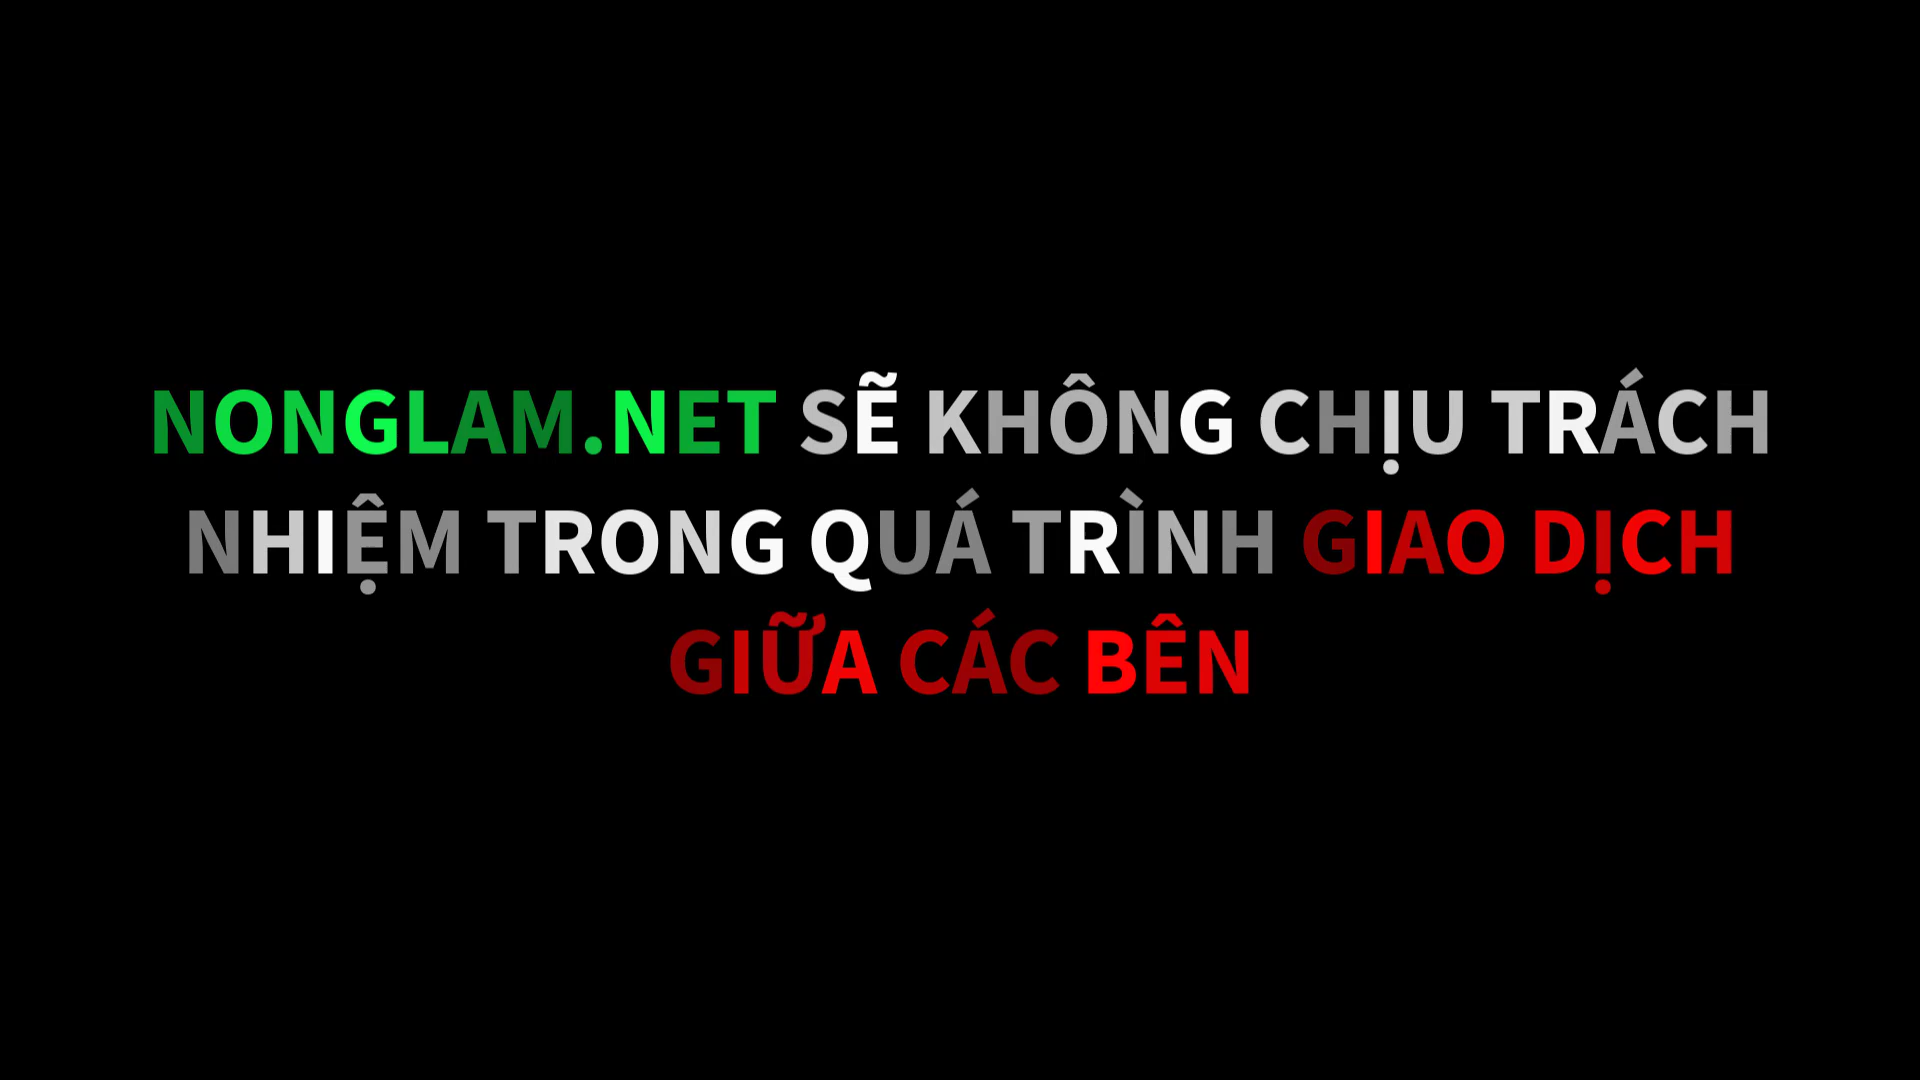 NONGLAM.NET SẼ KHÔNG CHỊU TRÁCH
NHIỆM TRONG QUÁ TRÌNH GIAO DỊCH
GIỮA CÁC BÊN